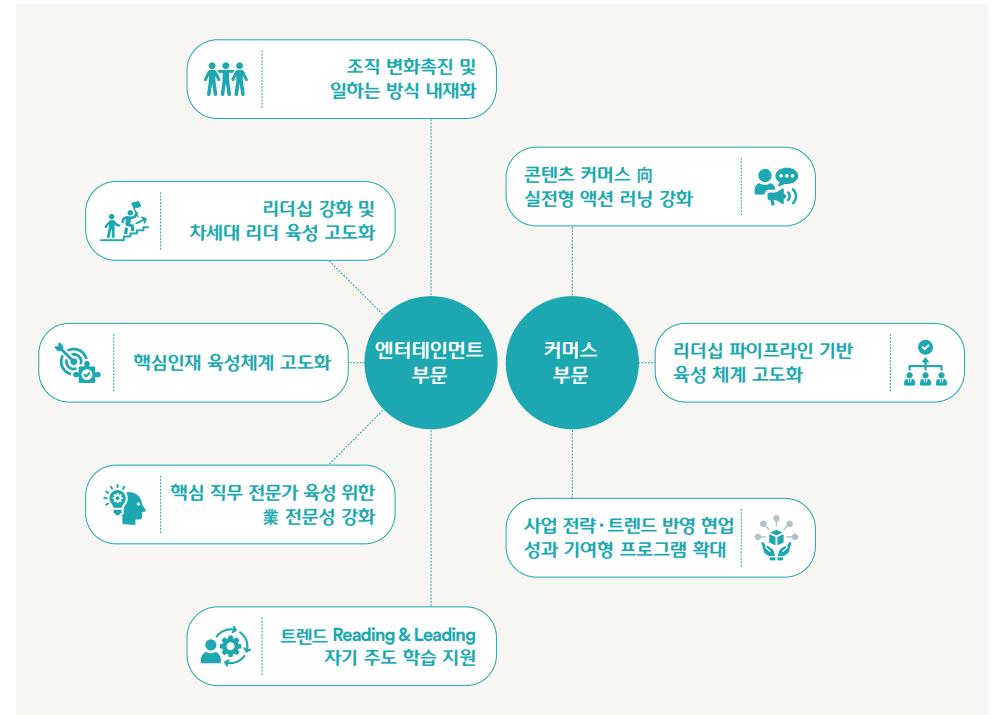 조직 변화촉진 및
일하는 방식 내재화
리더십 강화 및
차세대 리더 육성 고도화
핵심인재 육성체계 고도화
핵심 직무 전문가 육성 위한
業 전문성 강화
트렌드 Reading & Leading
자기 주도 학습 지원
엔터테인먼트
부문
커머스
부문
콘텐츠 커머스 向
실전형 액션 러닝 강화
리더십 파이프라인 기반
육성 체계 고도화
사업 전략·트렌드 반영 현업
성과 기여형 프로그램 확대